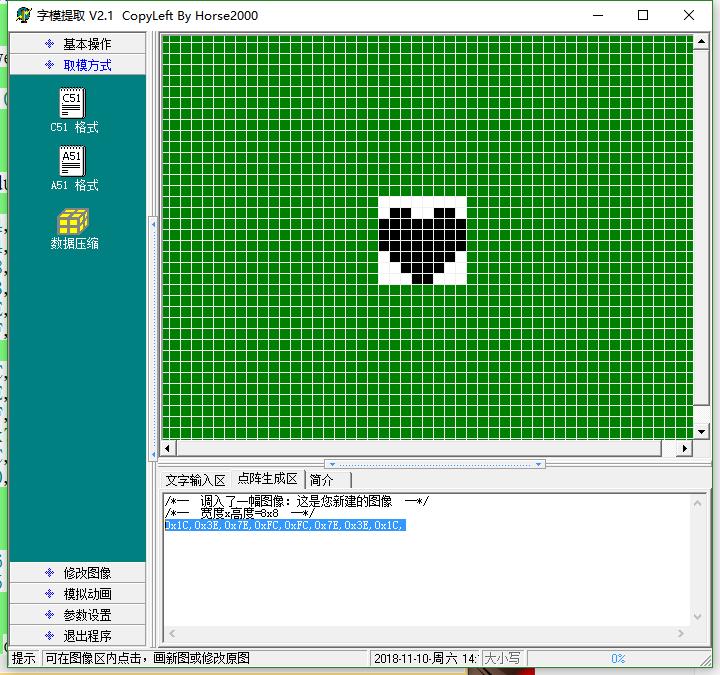 字模提取 V2.1 CopyLeft By Horse2000
基本操作
取模方式
C51
C51 格式
A51
A51 格式
数据压缩
修改图像
模拟动画
参数设置
退出程序
文字输入区 点阵生成区 简介
/*— 调入了一幅图像：这是您新建的图像 —*/
/*— 宽度x高度=8x8 —*/
0x1C,0x3E,0x7E,0xFC,0xFC,0x7E,0x3E,0x1C,
提示 可在图像区内点击，画新图或修改原图 2018-11-10-周六 14: 大小写 0%